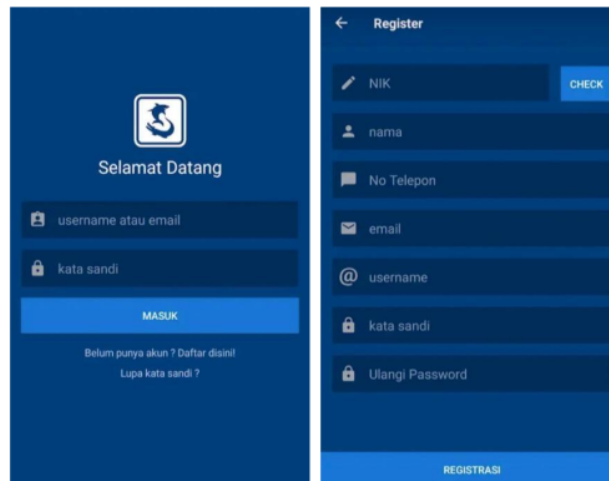 Selamat Datang
username atau email
kata sandi
MASUK
Belum punya akun ? Daftar disini!
Lupa kata sandi ?
Register
NIK
CHECK
nama
No Telepon
email
username
kata sandi
Ulangi Password
REGISTRASI